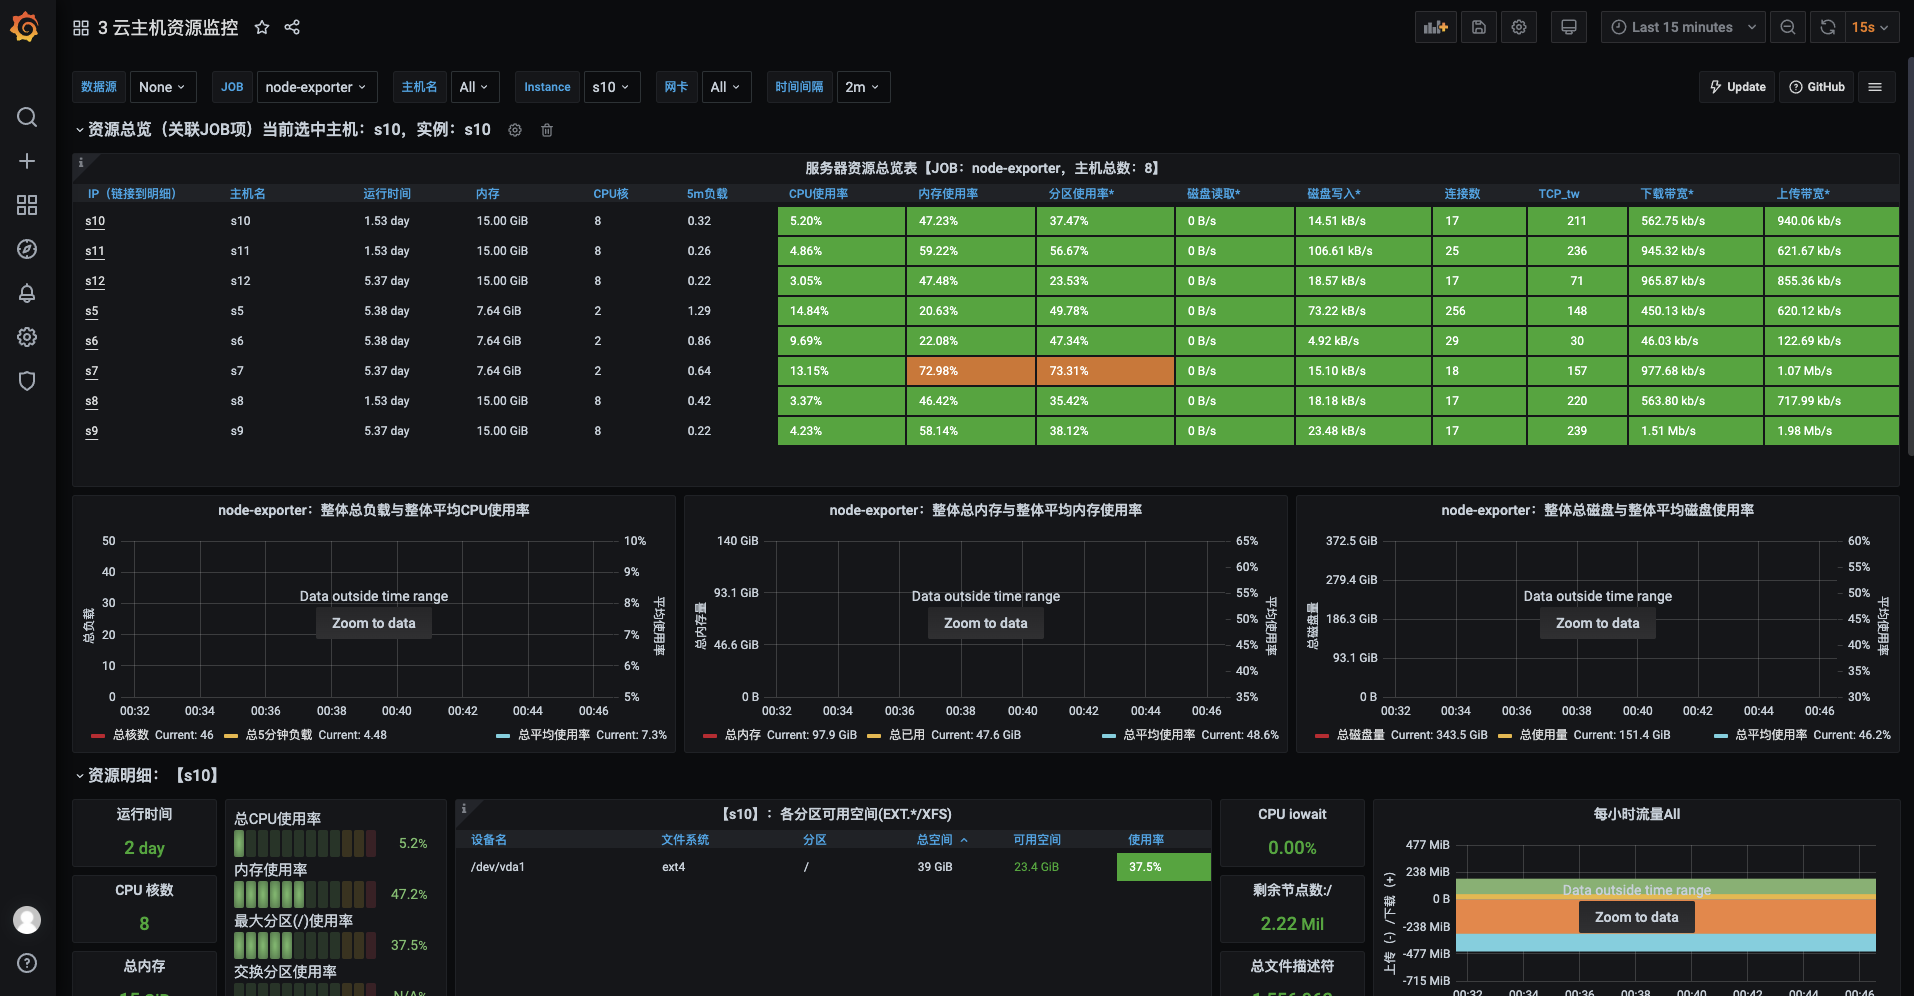 3 云主机资源监控
Last 15 minutes
15s
数据源 None JOB node-exporter 主机名 All Instance s10 网卡 All 时间间隔 2m
Update GitHub
资源总览（关联JOB项）当前选中主机：s10，实例：s10
服务器资源总览表【JOB：node-exporter，主机总数：8】
IP（链接到明细） 主机名 运行时间 内存 CPU核 5m负载 CPU使用率 内存使用率 分区使用率* 磁盘读取* 磁盘写入* 连接数 TCP_tw 下载带宽* 上传带宽*
s10 s10 1.53 day 15.00 GiB 8 0.32 5.20% 47.23% 37.47% 0 B/s 14.51 kB/s 17 211 562.75 kb/s 940.06 kb/s
s11 s11 1.53 day 15.00 GiB 8 0.26 4.86% 59.22% 56.67% 0 B/s 106.61 kB/s 25 236 945.32 kb/s 621.67 kb/s
s12 s12 5.37 day 15.00 GiB 8 0.22 3.05% 47.48% 23.53% 0 B/s 18.57 kB/s 17 71 965.87 kb/s 855.36 kb/s
s5 s5 5.38 day 7.64 GiB 2 1.29 14.84% 20.63% 49.78% 0 B/s 73.22 kB/s 256 148 450.13 kb/s 620.12 kb/s
s6 s6 5.38 day 7.64 GiB 2 0.86 9.69% 22.08% 47.34% 0 B/s 4.92 kB/s 29 30 46.03 kb/s 122.69 kb/s
s7 s7 5.37 day 7.64 GiB 2 0.64 13.15% 72.98% 73.31% 0 B/s 15.10 kB/s 18 157 977.68 kb/s 1.07 Mb/s
s8 s8 1.53 day 15.00 GiB 8 0.42 3.37% 46.42% 35.42% 0 B/s 18.18 kB/s 17 220 563.80 kb/s 717.99 kb/s
s9 s9 5.37 day 15.00 GiB 8 0.22 4.23% 58.14% 38.12% 0 B/s 23.48 kB/s 17 239 1.51 Mb/s 1.98 Mb/s
node-exporter：整体总负载与整体平均CPU使用率
50
40
30
20
10
0
总负载
10%
9%
8%
7%
6%
5%
平均使用率
Data outside time range
Zoom to data
00:32 00:34 00:36 00:38 00:40 00:42 00:44 00:46
总核数 Current: 46 总5分钟负载 Current: 4.48 总平均使用率 Current: 7.3%
node-exporter：整体总内存与整体平均内存使用率
140 GiB
93.1 GiB
46.6 GiB
0 B
总内存量
65%
60%
55%
50%
45%
40%
35%
平均使用率
Data outside time range
Zoom to data
00:32 00:34 00:36 00:38 00:40 00:42 00:44 00:46
总内存 Current: 97.9 GiB 总已用 Current: 47.6 GiB 总平均使用率 Current: 48.6%
node-exporter：整体总磁盘与整体平均磁盘使用率
372.5 GiB
279.4 GiB
186.3 GiB
93.1 GiB
0 B
总磁盘量
60%
55%
50%
45%
40%
35%
30%
平均使用率
Data outside time range
Zoom to data
00:32 00:34 00:36 00:38 00:40 00:42 00:44 00:46
总磁盘量 Current: 343.5 GiB 总使用量 Current: 151.4 GiB 总平均使用率 Current: 46.2%
资源明细：【s10】
运行时间
2 day
CPU 核数
8
总内存
总CPU使用率
5.2%
内存使用率
47.2%
最大分区(/)使用率
37.5%
交换分区使用率
N/A%
【s10】：各分区可用空间(EXT.*/XFS)
设备名 文件系统 分区 总空间 可用空间 使用率
/dev/vda1 ext4 / 39 GiB 23.4 GiB 37.5%
CPU iowait
0.00%
剩余节点数:/
2.22 Mil
总文件描述符
每小时流量All
477 MiB
238 MiB
0 B
-238 MiB
-477 MiB
-715 MiB
上传（-）/下载（+）
Data outside time range
Zoom to data
00:32 00:34 00:36 00:38 00:40 00:42 00:44 00:46